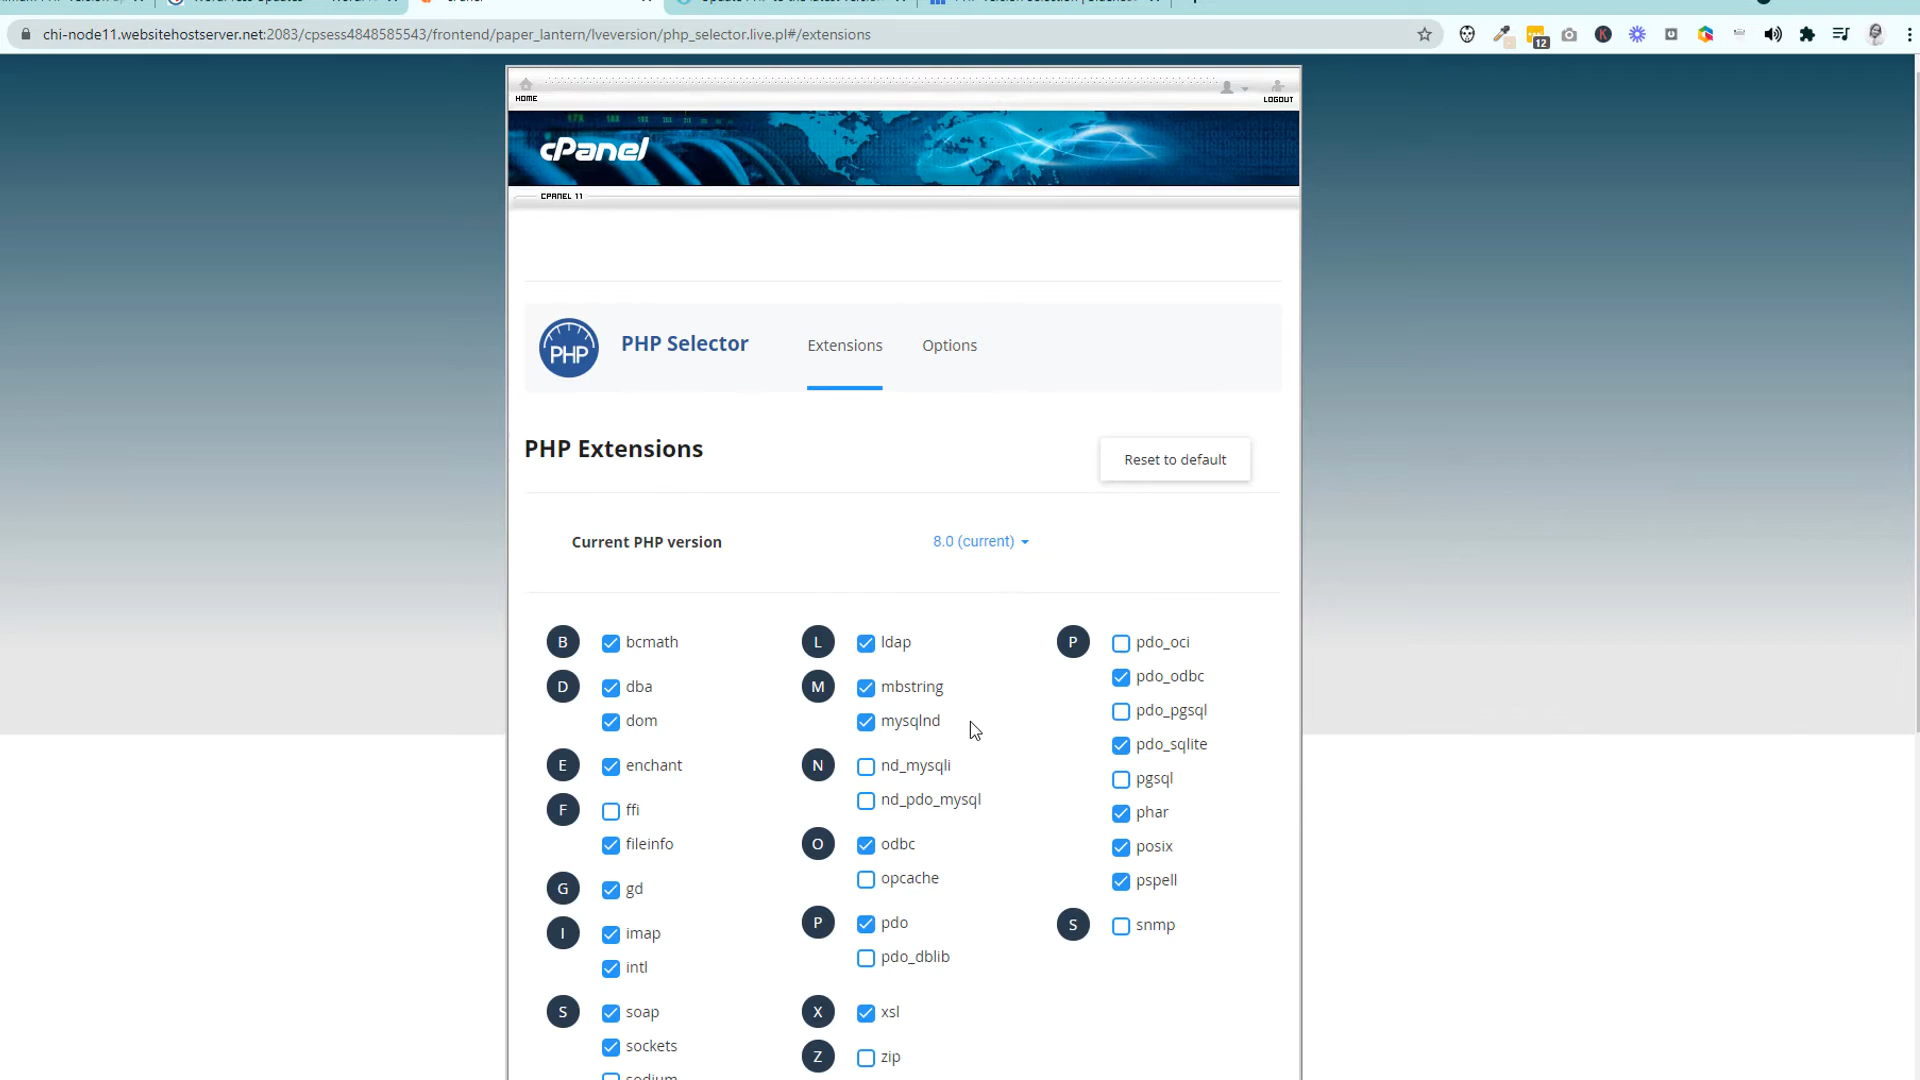 chi-node11.websitehostserver.net:2083/cpsess4848585543/frontend/paper_lantern/lveversion/php_selector.live.pl#/extensions
12
HOME
LOGOUT
cPanel
CPANEL 11
PHP
PHP Selector
Extensions
Options
PHP Extensions
Reset to default
Current PHP version
8.0 (current)
B
bcmath
D
dba
dom
E
enchant
F
ffi
fileinfo
G
gd
I
imap
intl
S
soap
sockets
sodium
L
ldap
M
mbstring
mysqlnd
N
nd_mysqli
nd_pdo_mysql
O
odbc
opcache
P
pdo
pdo_dblib
X
xsl
Z
zip
P
pdo_oci
pdo_odbc
pdo_pgsql
pdo_sqlite
pgsql
phar
posix
pspell
S
snmp